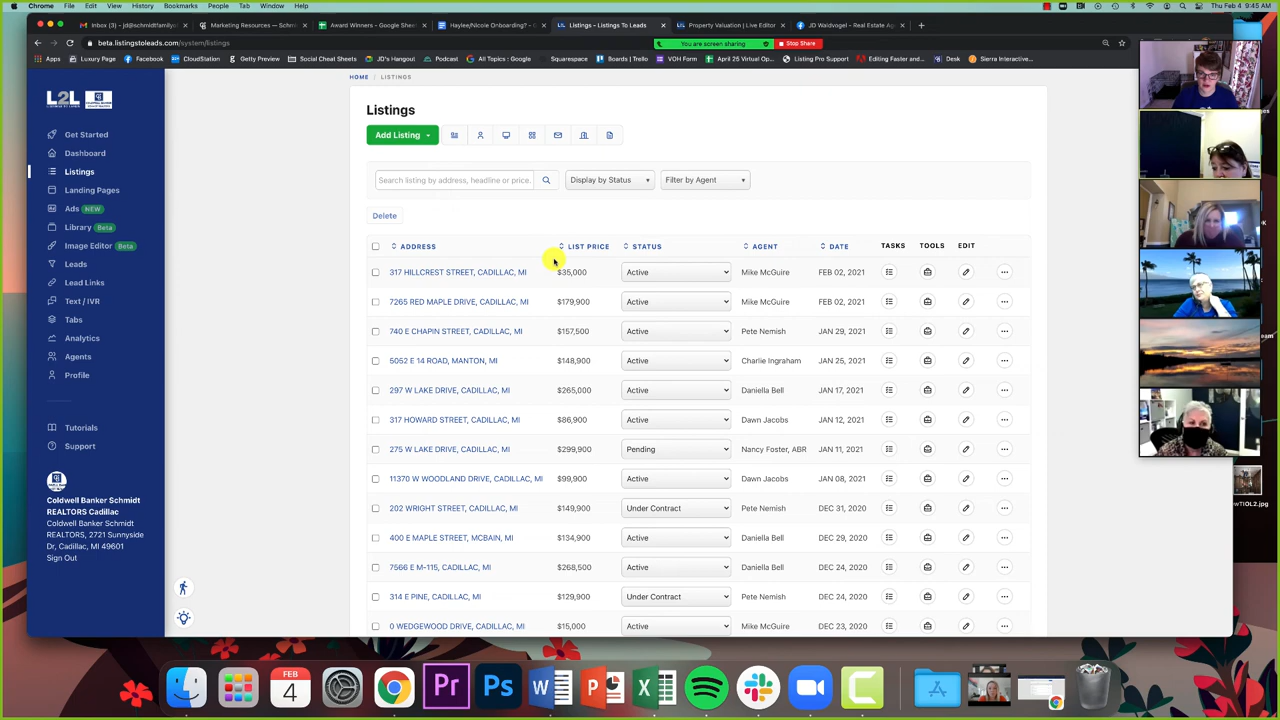 Chrome File Edit View History Bookmarks People Tab Window Help Thu Feb 4 9:45 AM
Marketing Resources – Schmi
Award Winners - Google Sheet
Haylee/Nicole Onboarding? - G
Listings - Listings To Leads
Property Valuation | Live Editor
JD Waldvogel - Real Estate Ag
beta.listingstoleads.com/system/listings
You are screen sharing
Stop Share
Apps
Luxury Page
Facebook
CloudStation
Getty Preview
Social Cheat Sheets
JD's Hangout
Podcast
All Topics : Google
Squarespace
Boards | Trello
VOH Form
April 25 Virtual Op...
Listing Pro Support
Editing Faster and...
Desk
Sierra Interactive...
L2L
Get Started
Dashboard
Listings
Landing Pages
Ads NEW
Library Beta
Image Editor Beta
Leads
Lead Links
Text / IVR
Tabs
Analytics
Agents
Profile
Tutorials
Support
Coldwell Banker Schmidt
REALTORS Cadillac
Coldwell Banker Schmidt
REALTORS, 2721 Sunnyside
Dr, Cadillac, MI 49601
Sign Out
HOME / LISTINGS
Listings
Add Listing
Search listing by address, headline or price.
Display by Status
Filter by Agent
Delete
ADDRESS LIST PRICE STATUS AGENT DATE TASKS TOOLS EDIT
317 HILLCREST STREET, CADILLAC, MI $35,000 Active Mike McGuire FEB 02, 2021
7265 RED MAPLE DRIVE, CADILLAC, MI $179,900 Active Mike McGuire FEB 02, 2021
740 E CHAPIN STREET, CADILLAC, MI $157,500 Active Pete Nemish JAN 29, 2021
5052 E 14 ROAD, MANTON, MI $148,900 Active Charlie Ingraham JAN 25, 2021
297 W LAKE DRIVE, CADILLAC, MI $265,000 Active Daniella Bell JAN 17, 2021
317 HOWARD STREET, CADILLAC, MI $86,900 Active Dawn Jacobs JAN 12, 2021
275 W LAKE DRIVE, CADILLAC, MI $299,900 Pending Nancy Foster, ABR JAN 11, 2021
11370 W WOODLAND DRIVE, CADILLAC, MI $99,900 Active Dawn Jacobs JAN 08, 2021
202 WRIGHT STREET, CADILLAC, MI $149,900 Under Contract Pete Nemish DEC 31, 2020
400 E MAPLE STREET, MCBAIN, MI $134,900 Active Daniella Bell DEC 29, 2020
7566 E M-115, CADILLAC, MI $268,500 Active Daniella Bell DEC 24, 2020
314 E PINE, CADILLAC, MI $129,900 Under Contract Pete Nemish DEC 24, 2020
0 WEDGEWOOD DRIVE, CADILLAC, MI $15,000 Active Mike McGuire DEC 23, 2020
FEB
4
Pr
Ps